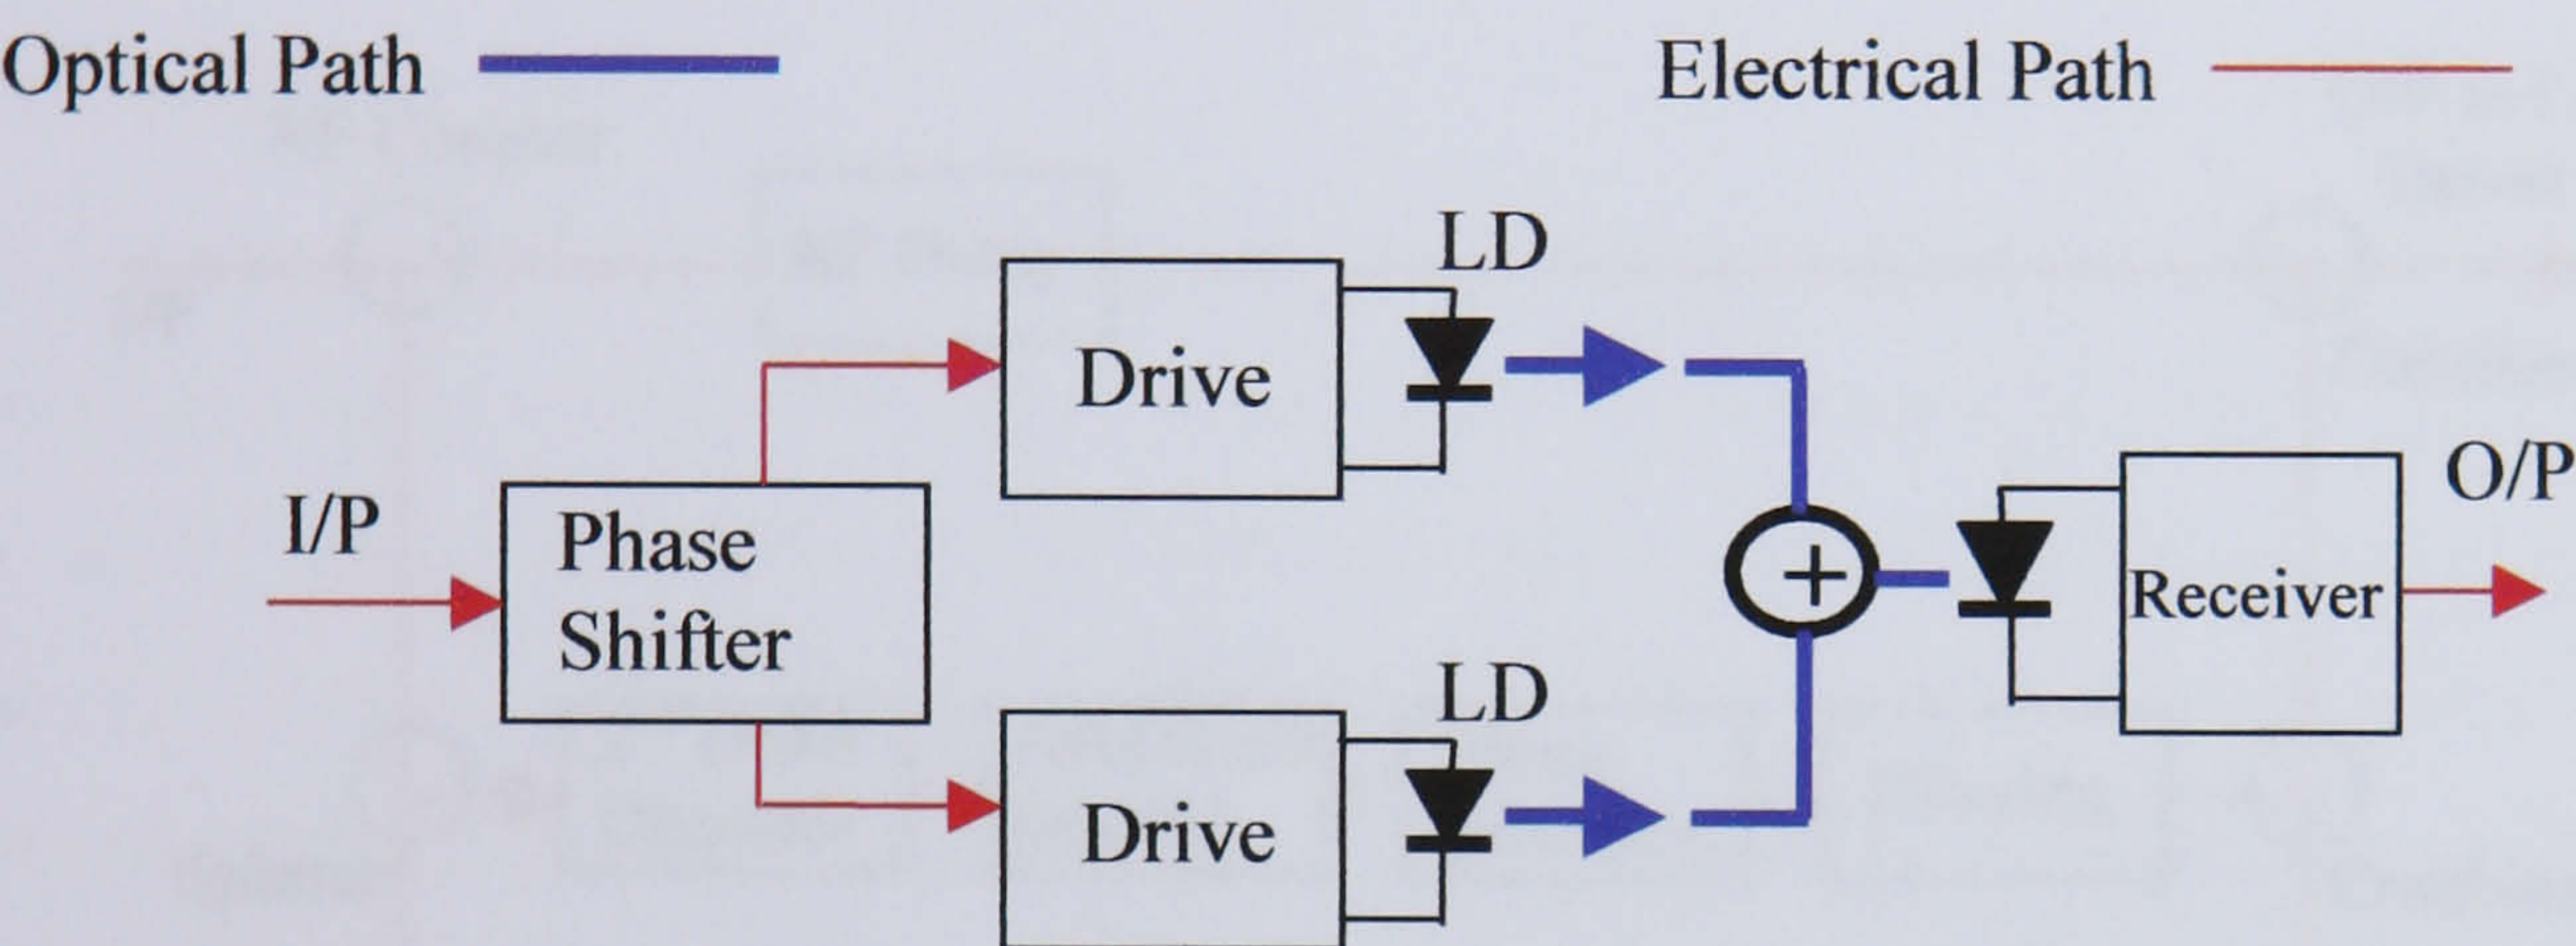 Optical Path
Electrical Path
LD
Drive
I/P
Phase
Shifter
O/P
+
Receiver
LD
Drive